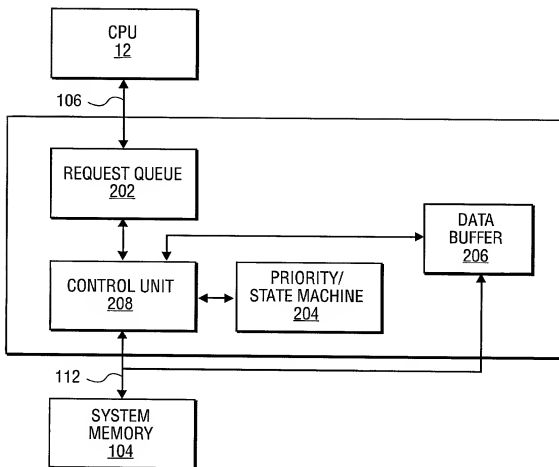 CPU
12
106
REQUEST QUEUE
202
DATA
BUFFER
206
CONTROL UNIT
208
PRIORITY/
STATE MACHINE
204
112
SYSTEM
MEMORY
104